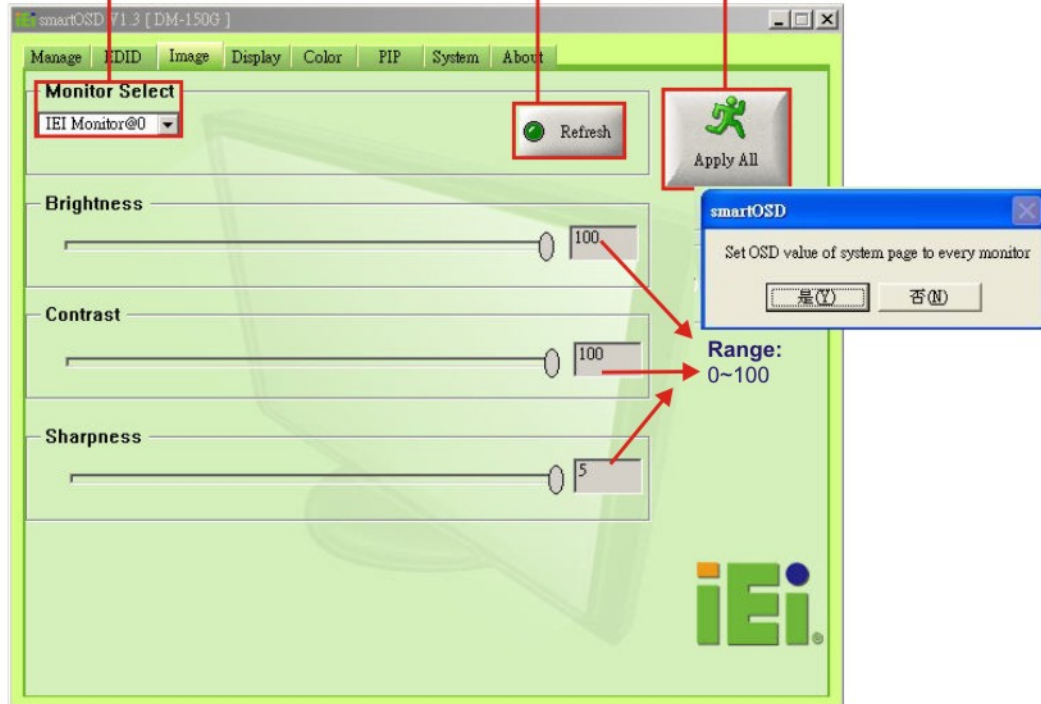 smartOSD V1.3 [ DM-150G ]
Manage EDID Image Display Color PIP System About
Monitor Select
IEI Monitor@0
Refresh
Apply All
Brightness
100
smartOSD
Set OSD value of system page to every monitor
是(Y) 否(N)
Contrast
100
Range:
0~100
Sharpness
5
iEi